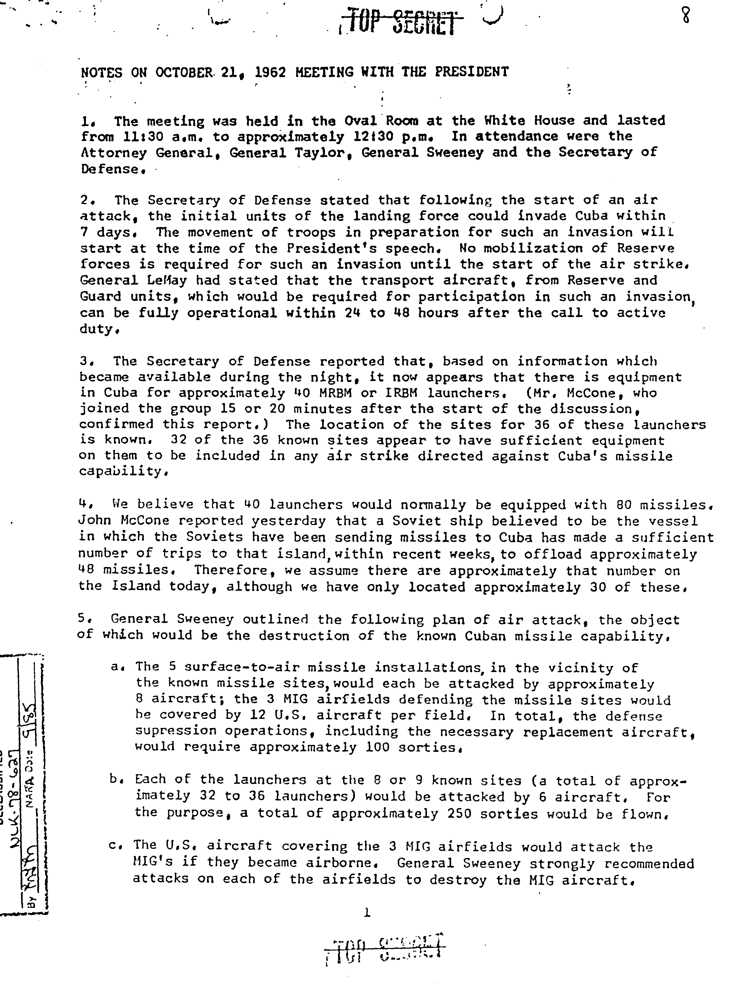 TOP SECRET
8
NOTES ON OCTOBER 21, 1962 MEETING WITH THE PRESIDENT
1. The meeting was held in the Oval Room at the White House and lasted
from 11:30 a.m. to approximately 12:30 p.m. In attendance were the
Attorney General, General Taylor, General Sweeney and the Secretary of
Defense.
2. The Secretary of Defense stated that following the start of an air
attack, the initial units of the landing force could invade Cuba within
7 days. The movement of troops in preparation for such an invasion will
start at the time of the President's speech. No mobilization of Reserve
forces is required for such an invasion until the start of the air strike.
General LeMay had stated that the transport aircraft, from Reserve and
Guard units, which would be required for participation in such an invasion,
can be fully operational within 24 to 48 hours after the call to active
duty.
3. The Secretary of Defense reported that, based on information which
became available during the night, it now appears that there is equipment
in Cuba for approximately 40 MRBM or IRBM launchers. (Mr. McCone, who
joined the group 15 or 20 minutes after the start of the discussion,
confirmed this report.) The location of the sites for 36 of these launchers
is known. 32 of the 36 known sites appear to have sufficient equipment
on them to be included in any air strike directed against Cuba's missile
capability.
4. We believe that 40 launchers would normally be equipped with 80 missiles.
John McCone reported yesterday that a Soviet ship believed to be the vessel
in which the Soviets have been sending missiles to Cuba has made a sufficient
number of trips to that island, within recent weeks, to offload approximately
48 missiles. Therefore, we assume there are approximately that number on
the Island today, although we have only located approximately 30 of these.
5. General Sweeney outlined the following plan of air attack, the object
of which would be the destruction of the known Cuban missile capability.
a. The 5 surface-to-air missile installations, in the vicinity of
the known missile sites, would each be attacked by approximately
8 aircraft; the 3 MIG airfields defending the missile sites would
be covered by 12 U.S. aircraft per field. In total, the defense
supression operations, including the necessary replacement aircraft,
would require approximately 100 sorties.
b. Each of the launchers at the 8 or 9 known sites (a total of approx-
imately 32 to 36 launchers) would be attacked by 6 aircraft. For
the purpose, a total of approximately 250 sorties would be flown.
c. The U.S. aircraft covering the 3 MIG airfields would attack the
MIG's if they became airborne. General Sweeney strongly recommended
attacks on each of the airfields to destroy the MIG aircraft.
1
TOP SECRET
NLK-78-627
By NARA Date 9/85